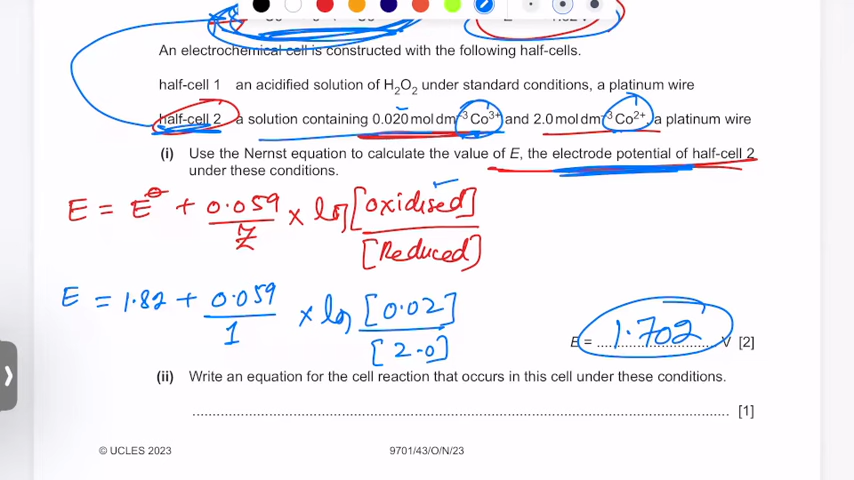 An electrochemical cell is constructed with the following half-cells.
half-cell 1 an acidified solution of H₂O₂ under standard conditions, a platinum wire
half-cell 2 a solution containing 0.020 mol dm⁻³ Co³⁺ and 2.0 mol dm⁻³ Co²⁺, a platinum wire
(i) Use the Nernst equation to calculate the value of E, the electrode potential of half-cell 2
under these conditions.
E = E⊖ + 0.059/z × log [Oxidised]/[Reduced]
E = 1.82 + 0.059/1 × log [0.02]/[2.0]
E = ...1.702... V [2]
(ii) Write an equation for the cell reaction that occurs in this cell under these conditions.
[1]
© UCLES 2023 9701/43/O/N/23